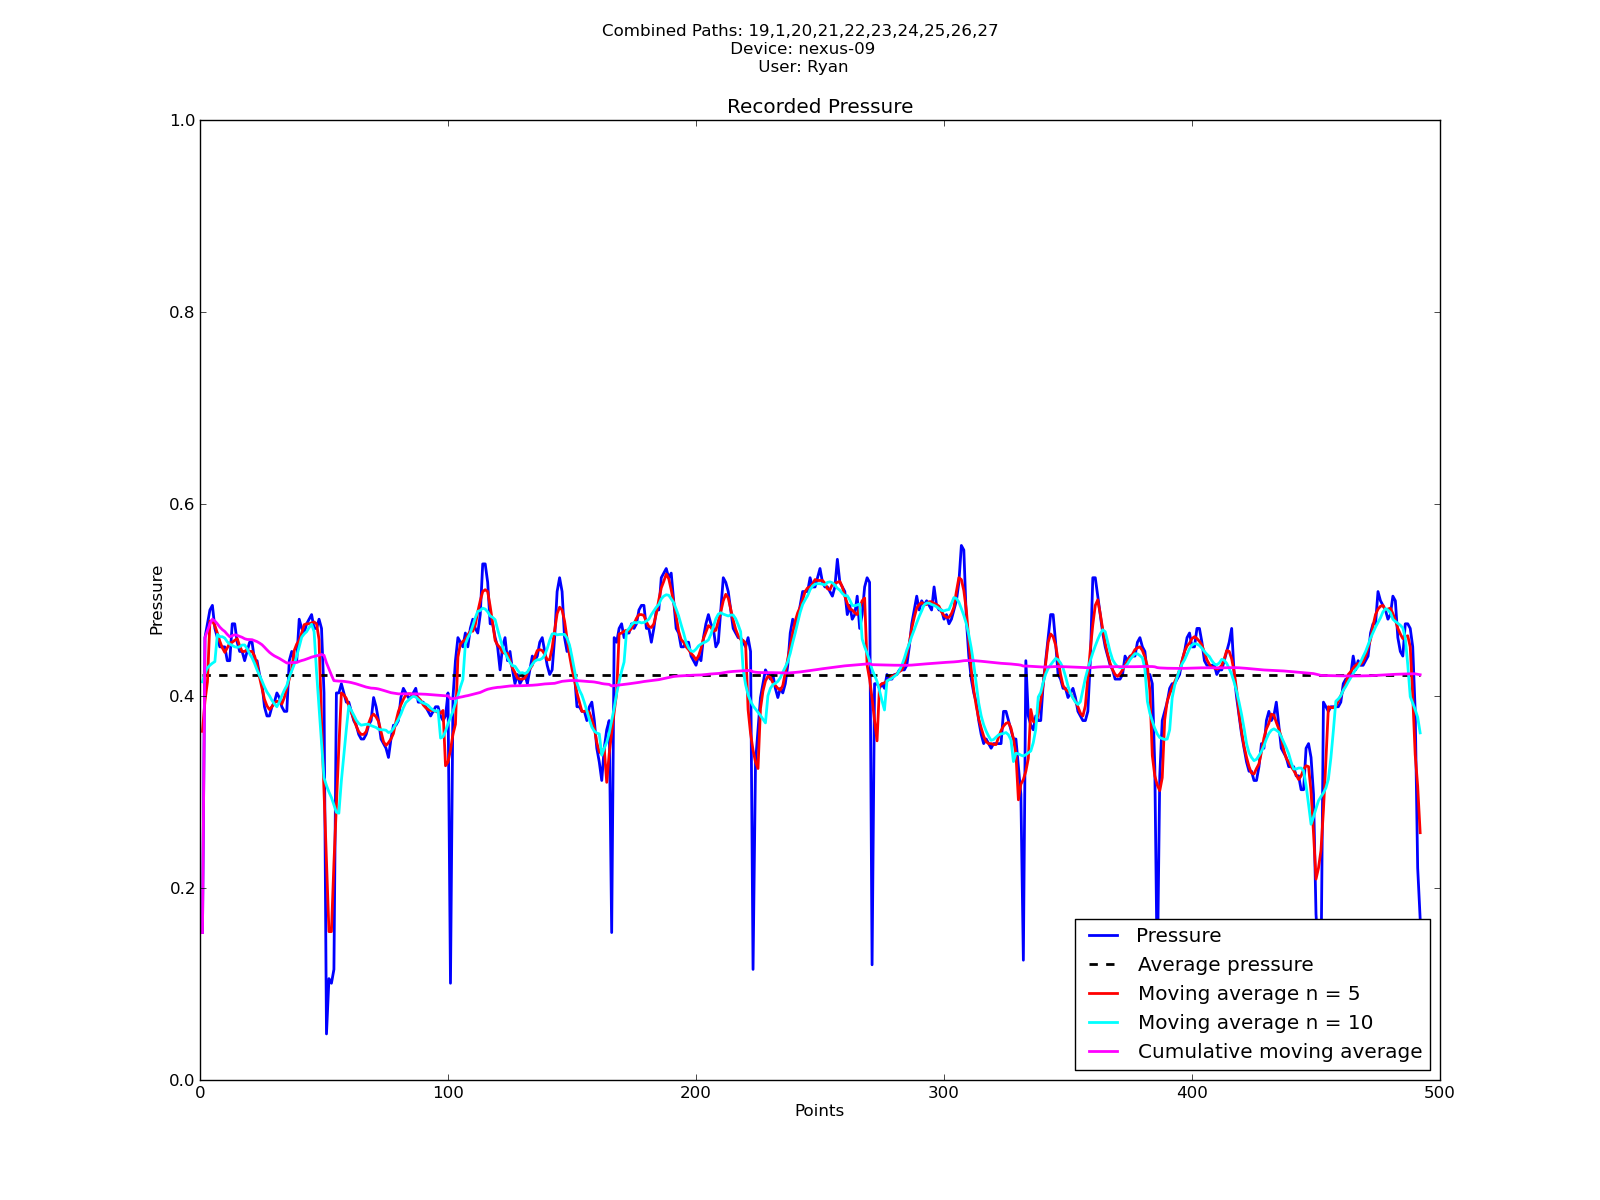 Combined Paths: 19,1,20,21,22,23,24,25,26,27
Device: nexus-09
User: Ryan
Recorded Pressure
1.0
0.8
0.6
0.4
0.2
0.0
Pressure
0
100
200
300
400
500
Points
Pressure
Average pressure
Moving average n = 5
Moving average n = 10
Cumulative moving average